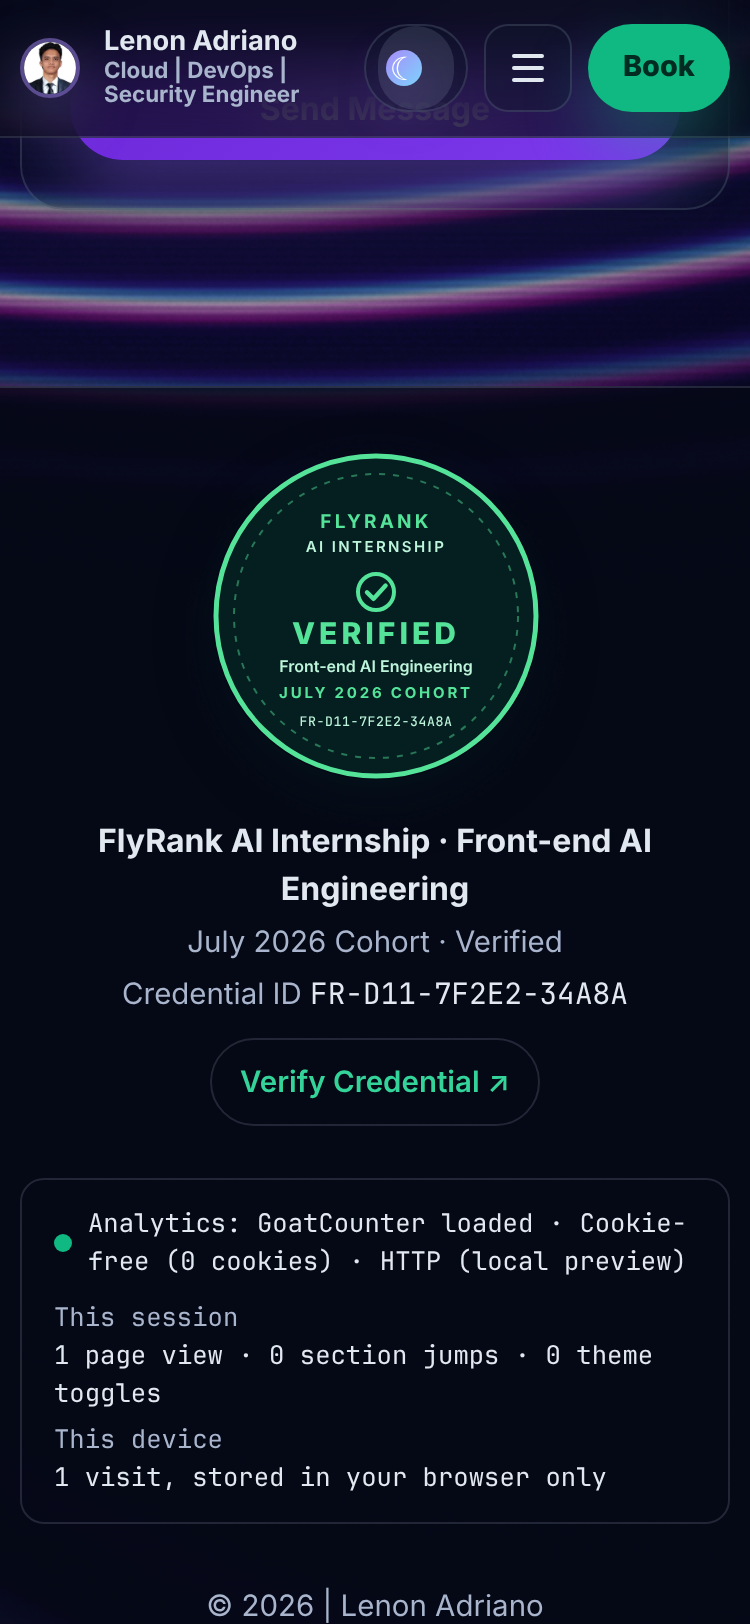 Lenon Adriano
Cloud | DevOps |
Security Engineer
Book
Send Message
FLYRANK
AI INTERNSHIP
VERIFIED
Front-end AI Engineering
JULY 2026 COHORT
FR-D11-7F2E2-34A8A
FlyRank AI Internship · Front-end AI
Engineering
July 2026 Cohort · Verified
Credential ID FR-D11-7F2E2-34A8A
Verify Credential ↗
Analytics: GoatCounter loaded · Cookie-
free (0 cookies) · HTTP (local preview)
This session
1 page view · 0 section jumps · 0 theme
toggles
This device
1 visit, stored in your browser only
© 2026 | Lenon Adriano